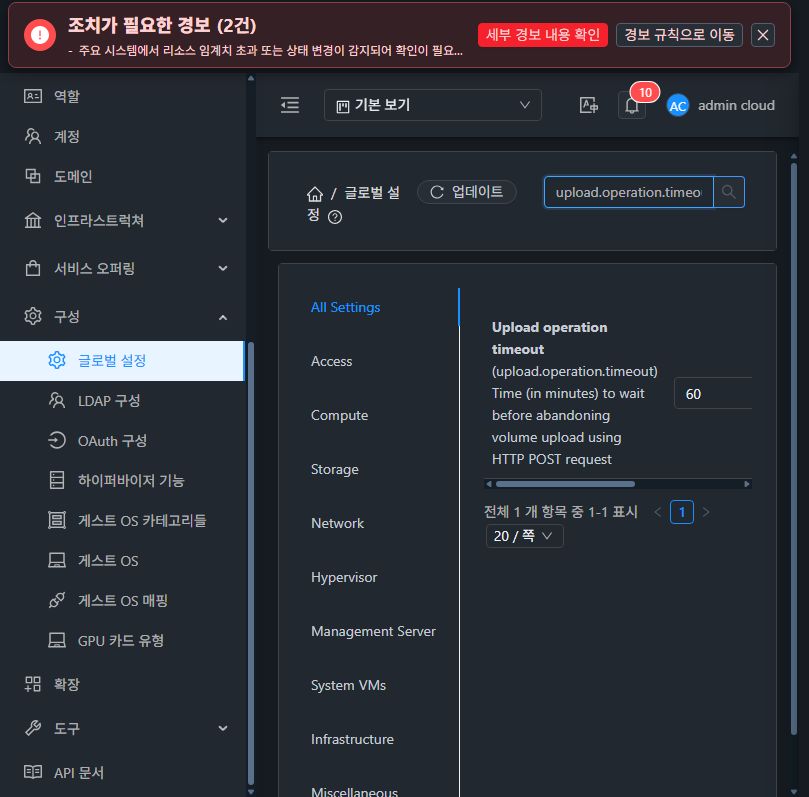 조치가 필요한 경보 (2건)
- 주요 시스템에서 리소스 임계치 초과 또는 상태 변경이 감지되어 확인이 필요...
세부 경보 내용 확인
경보 규칙으로 이동
역할
계정
도메인
인프라스트럭쳐
서비스 오퍼링
구성
글로벌 설정
LDAP 구성
OAuth 구성
하이퍼바이저 기능
게스트 OS 카테고리들
게스트 OS
게스트 OS 매핑
GPU 카드 유형
확장
도구
API 문서
기본 보기
10
AC
admin cloud
/ 글로벌 설
정
업데이트
upload.operation.timeo
All Settings
Access
Compute
Storage
Network
Hypervisor
Management Server
System VMs
Infrastructure
Miscellaneous
Upload operation
timeout
(upload.operation.timeout)
Time (in minutes) to wait
before abandoning
volume upload using
HTTP POST request
60
전체 1 개 항목 중 1-1 표시
1
20 / 쪽